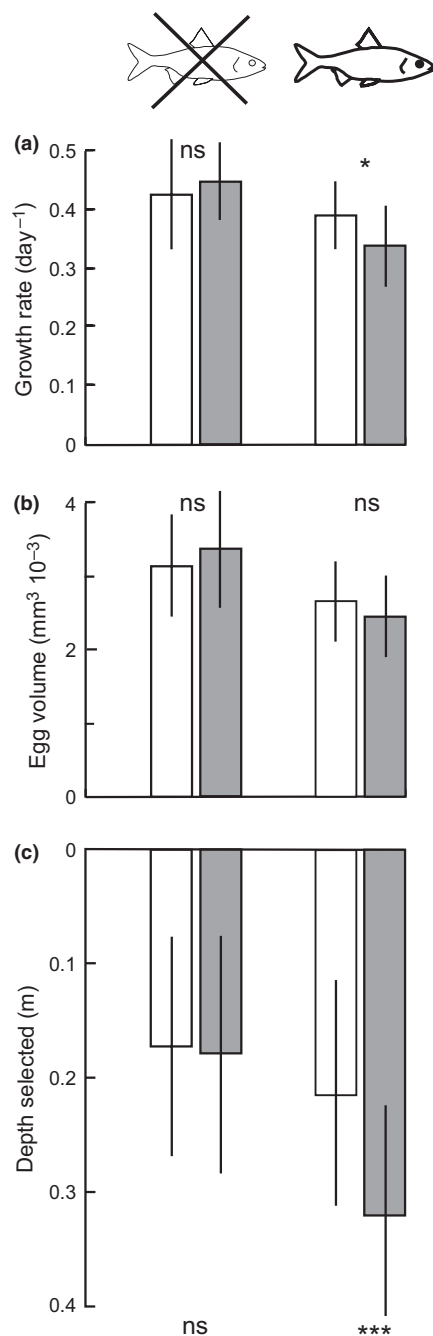 (a)
Growth rate (day⁻¹)
0.5
0.4
0.3
0.2
0.1
0
ns
*
(b)
Egg volume (mm³ 10⁻³)
4
2
0
ns
ns
(c)
Depth selected (m)
0
0.1
0.2
0.3
0.4
ns
***